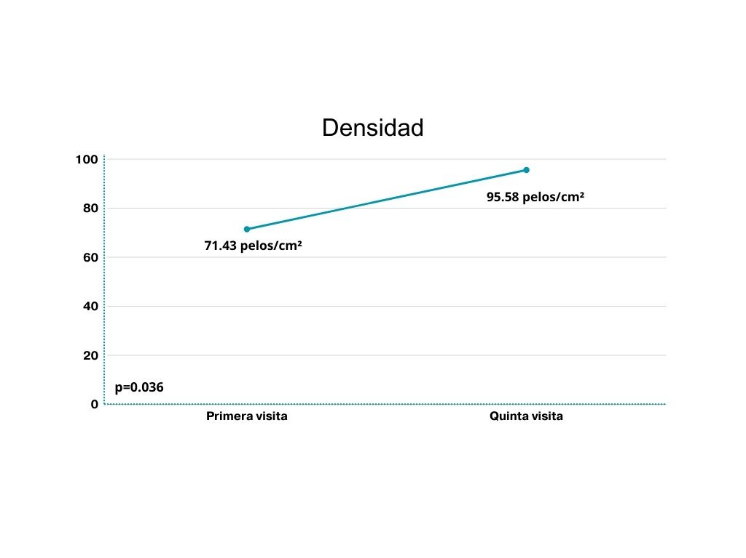 Densidad
100
80
60
40
20
0
95.58 pelos/cm²
71.43 pelos/cm²
p=0.036
Primera visita
Quinta visita